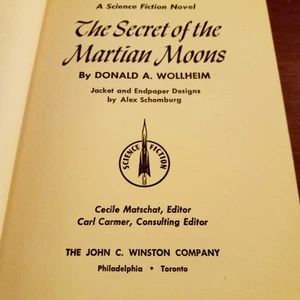 A Science Fiction Novel
The Secret of the
Martian Moons
By DONALD A. WOLLHEIM
Jacket and Endpaper Designs
by Alex Schomburg
SCIENCE FICTION
Cecile Matschat, Editor
Carl Carmer, Consulting Editor
THE JOHN C. WINSTON COMPANY
Philadelphia • Toronto